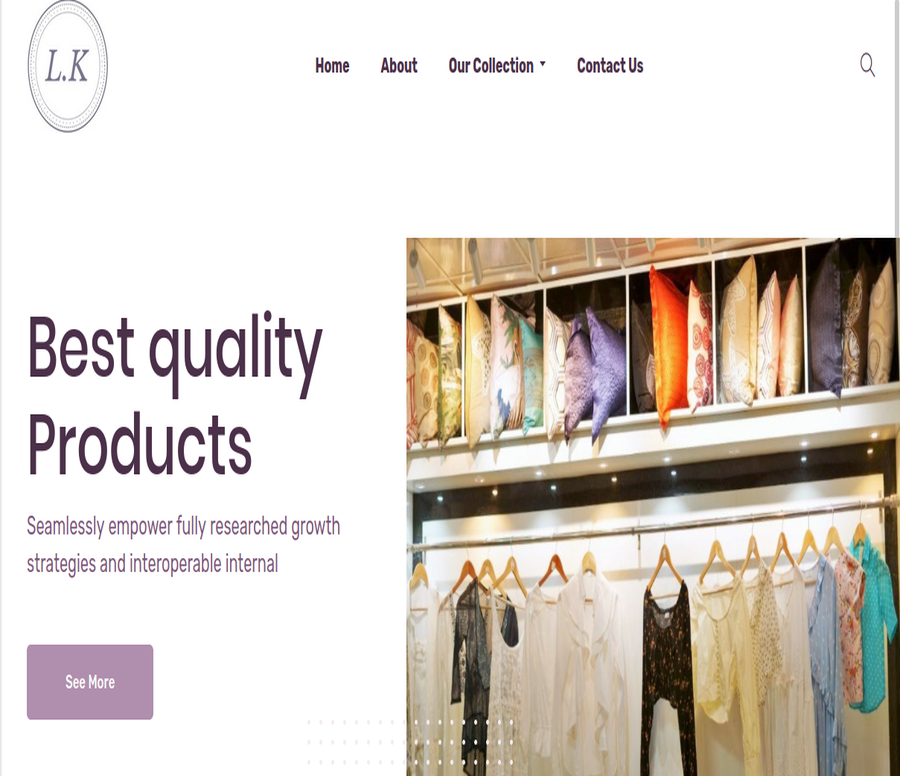 L.K
Home
About
Our Collection
Contact Us
Best quality
Products
Seamlessly empower fully researched growth
strategies and interoperable internal
See More